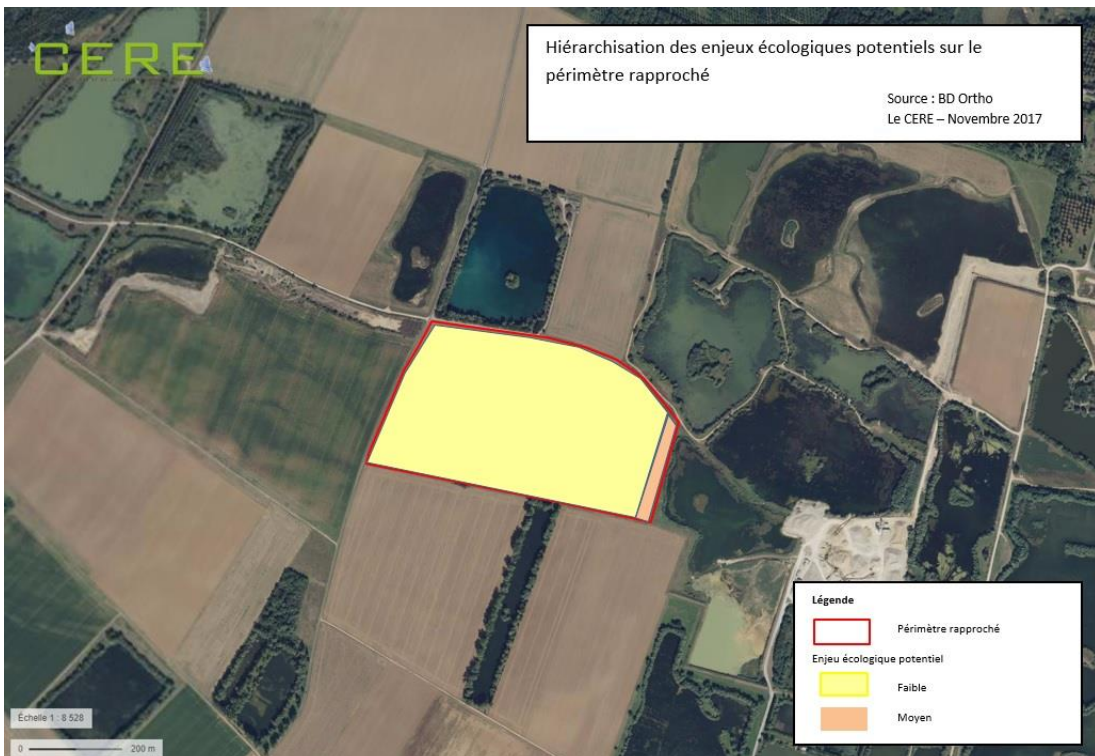 CERE
Hiérarchisation des enjeux écologiques potentiels sur le
périmètre rapproché
Source : BD Ortho
Le CERE – Novembre 2017
Légende
Périmètre rapproché
Enjeu écologique potentiel
Faible
Moyen
Échelle 1 : 8 528
0 200 m